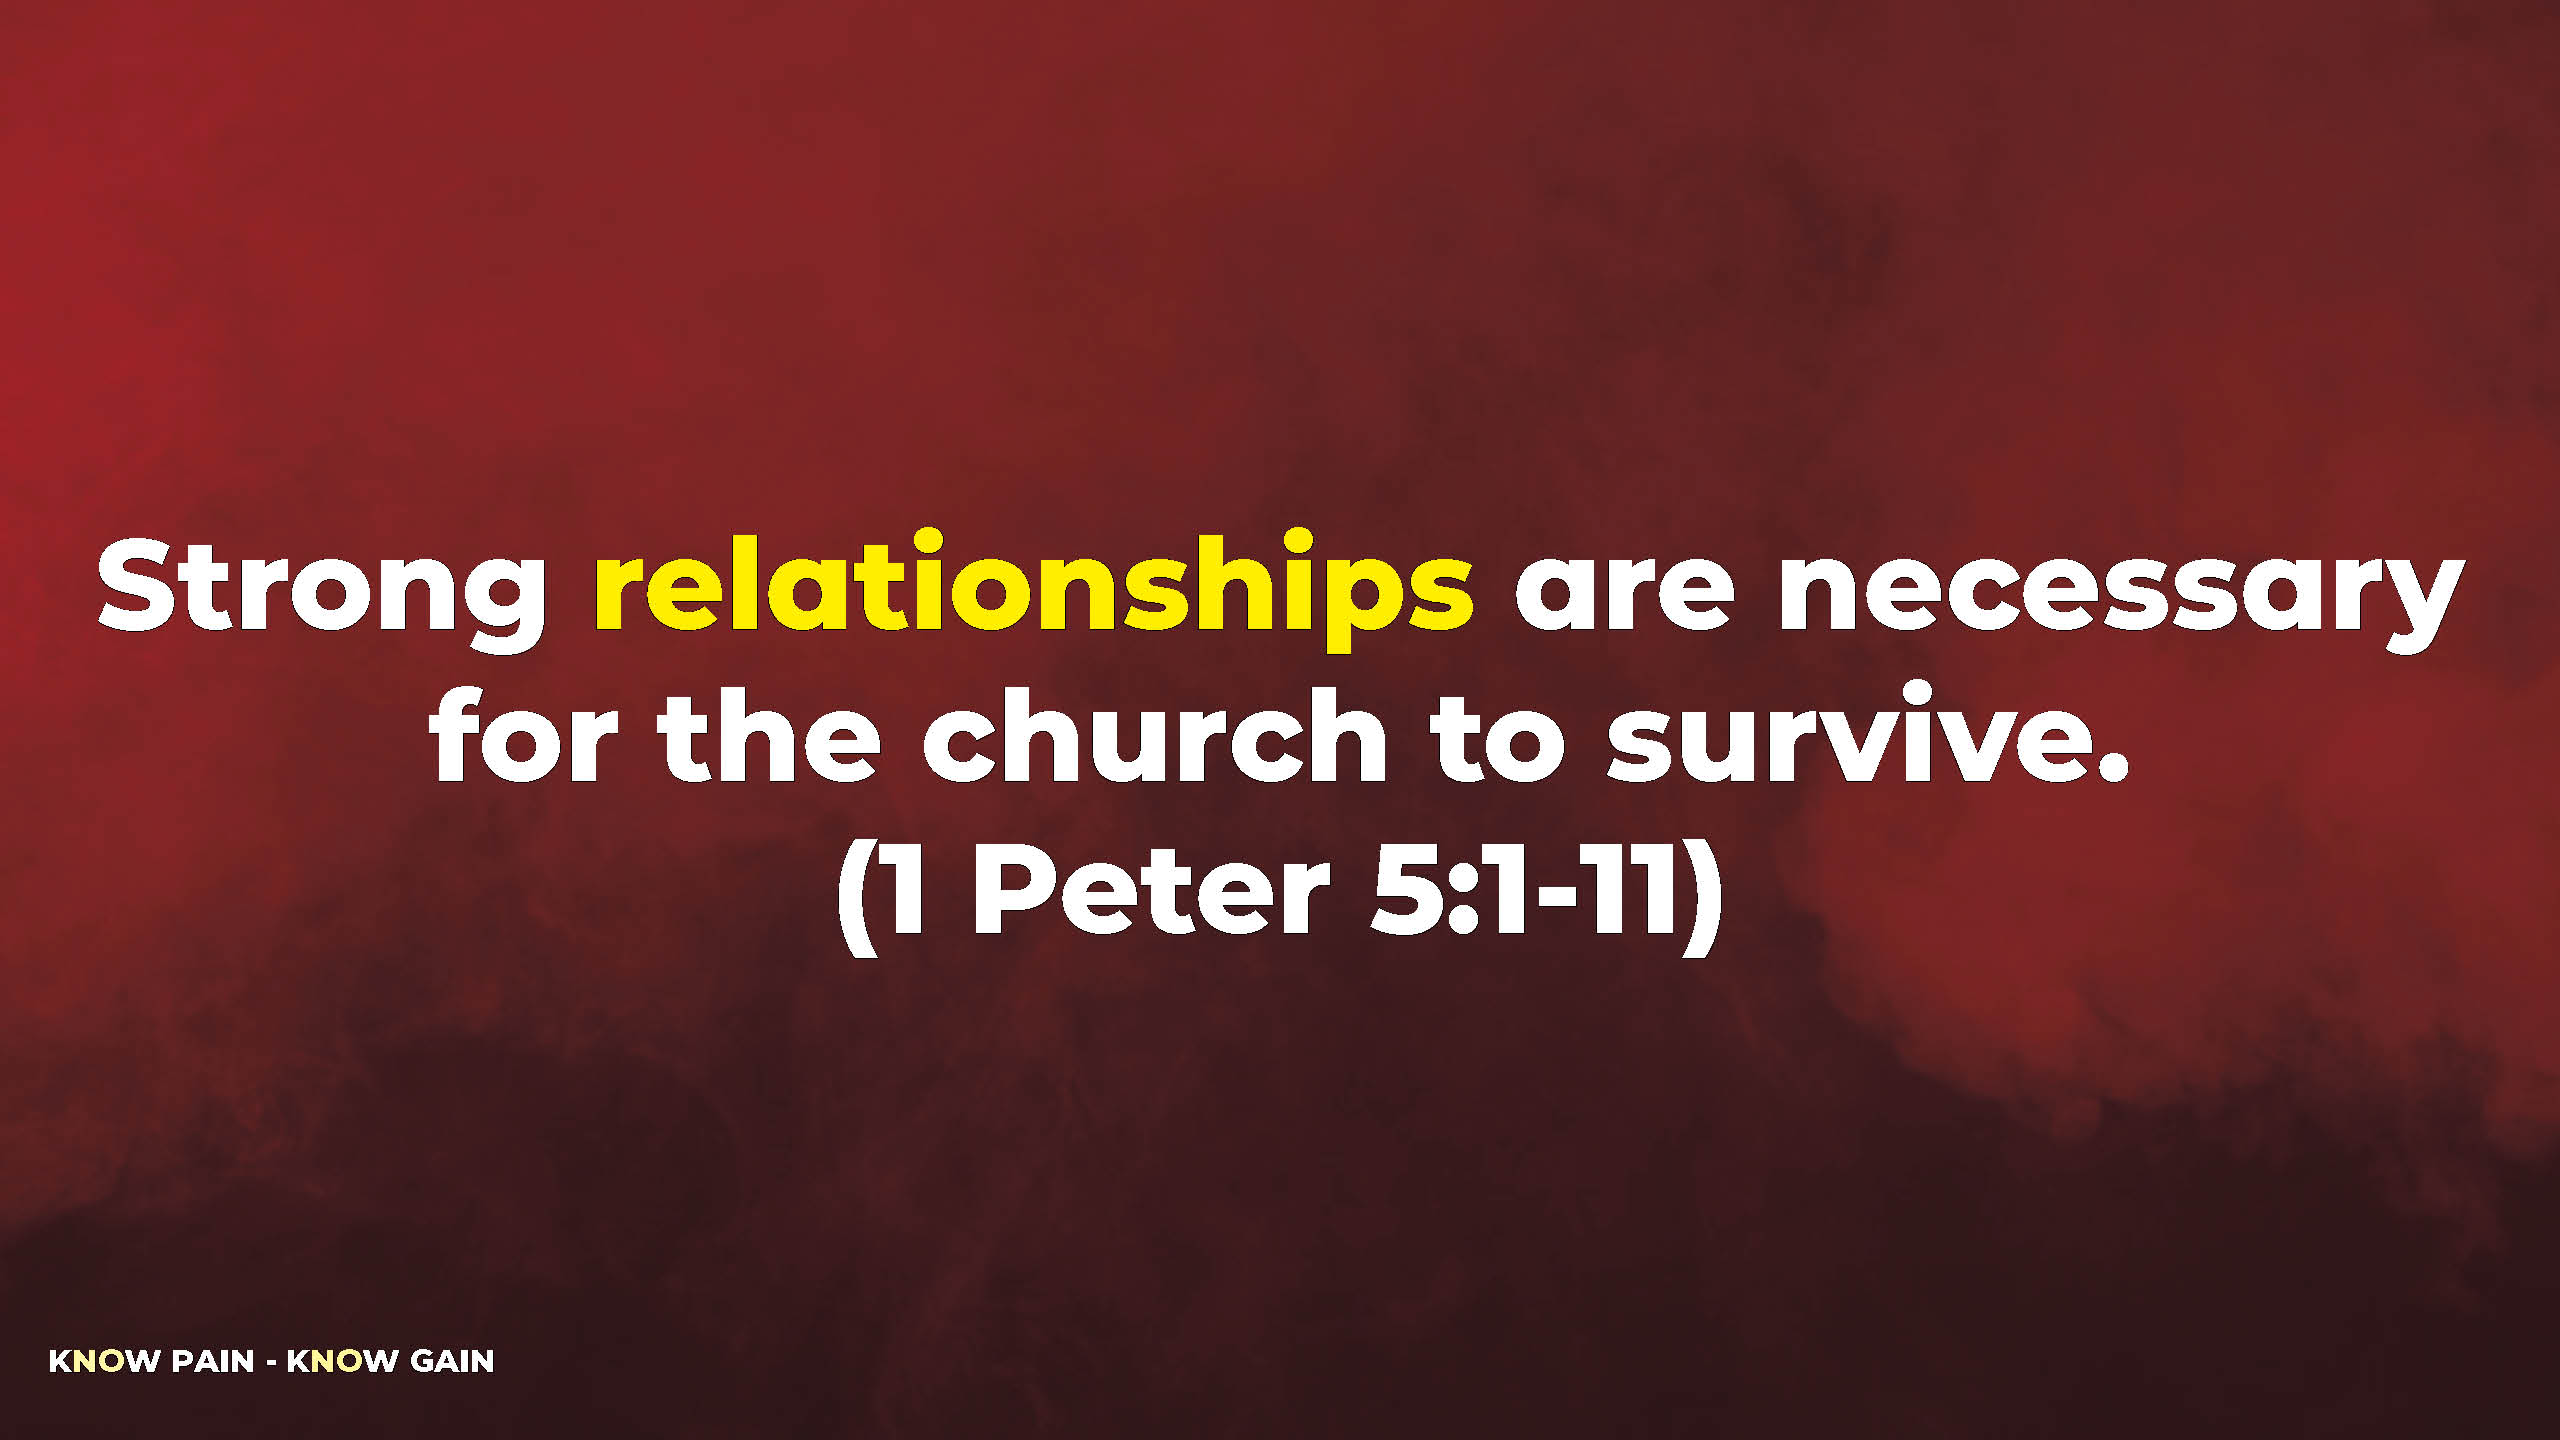 Strong relationships are necessary
for the church to survive.
(1 Peter 5:1-11)
KNOW PAIN - KNOW GAIN